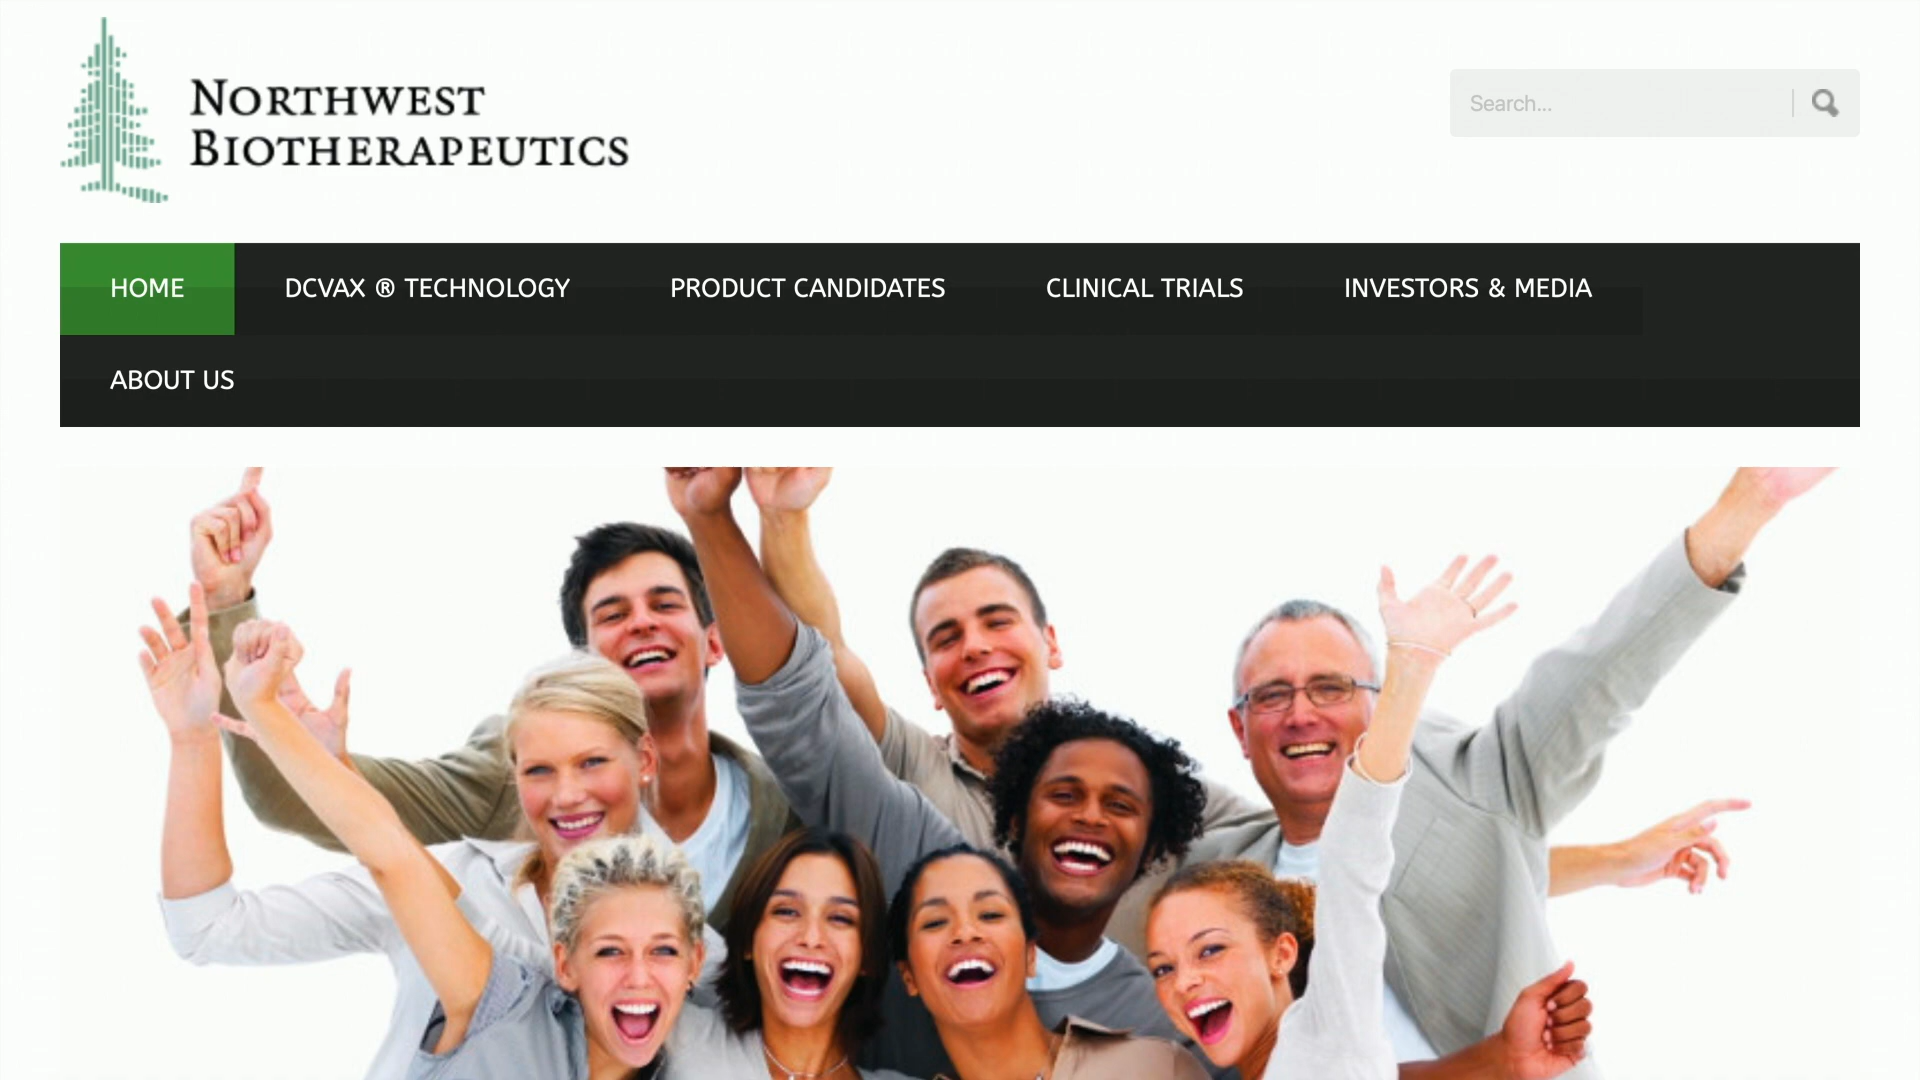 NORTHWEST
BIOTHERAPEUTICS
Search...
HOME DCVAX ® TECHNOLOGY PRODUCT CANDIDATES CLINICAL TRIALS INVESTORS & MEDIA
ABOUT US